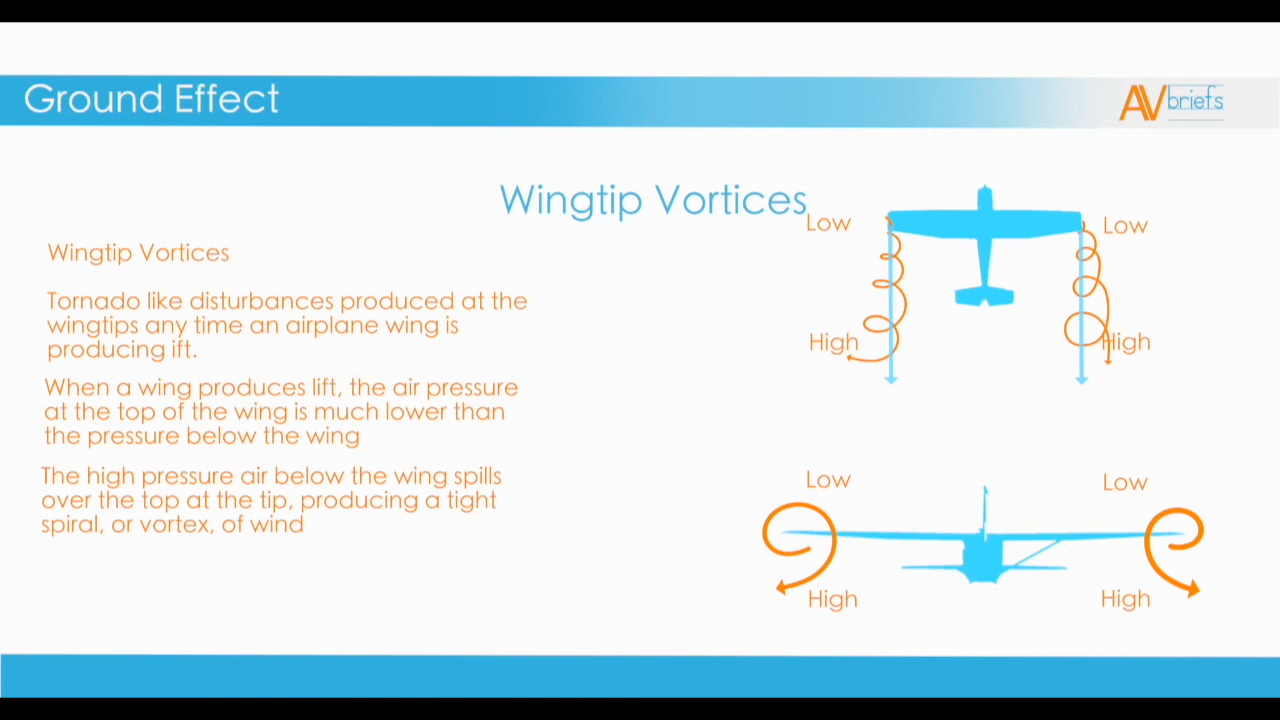 Ground Effect
AV briefs
Wingtip Vortices
Low
Low
Wingtip Vortices
Tornado like disturbances produced at the
wingtips any time an airplane wing is
producing ift.
High
High
When a wing produces lift, the air pressure
at the top of the wing is much lower than
the pressure below the wing
The high pressure air below the wing spills
over the top at the tip, producing a tight
spiral, or vortex, of wind
Low
Low
High
High